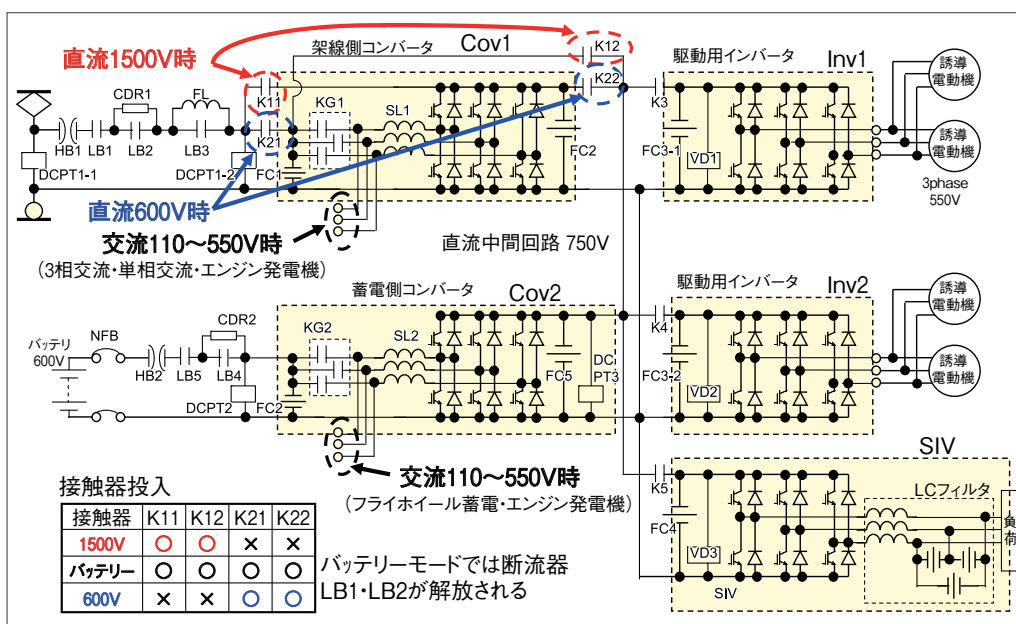 直流1500V時
架線側コンバータ
Cov1
K12
駆動用インバータ
Inv1
誘導
電動機
K22
CDR1
FL
K11
KG1
SL1
K3
HB1
LB1
LB2
LB3
K21
FC2
FC3-1
VD1
誘導
電動機
DCPT1-1
DCPT1-2
FC1
3phase
550V
直流600V時
交流110〜550V時
(3相交流・単相交流・エンジン発電機)
直流中間回路 750V
蓄電側コンバータ
Cov2
駆動用インバータ
Inv2
誘導
電動機
バッテリ
600V
NFB
CDR2
KG2
SL2
K4
HB2
LB5
LB4
FC5
DC
PT3
FC3-2
VD2
誘導
電動機
DCPT2
FC2
交流110〜550V時
(フライホイール蓄電・エンジン発電機)
SIV
K5
LCフィルタ
FC4
VD3
負
荷
SIV
接触器投入
接触器 K11 K12 K21 K22
1500V ○ ○ × ×
バッテリー ○ ○ ○ ○
600V × × ○ ○
バッテリーモードでは断流器
LB1・LB2が解放される